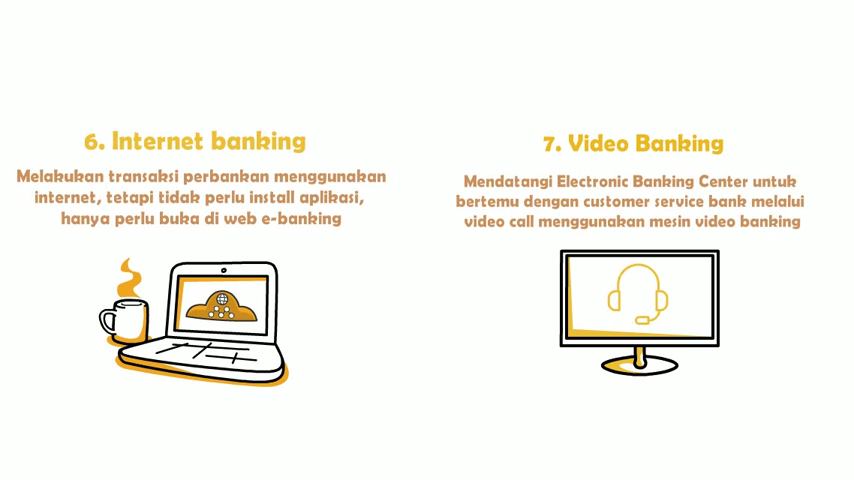 6. Internet banking
Melakukan transaksi perbankan menggunakan
internet, tetapi tidak perlu install aplikasi,
hanya perlu buka di web e-banking
7. Video Banking
Mendatangi Electronic Banking Center untuk
bertemu dengan customer service bank melalui
video call menggunakan mesin video banking